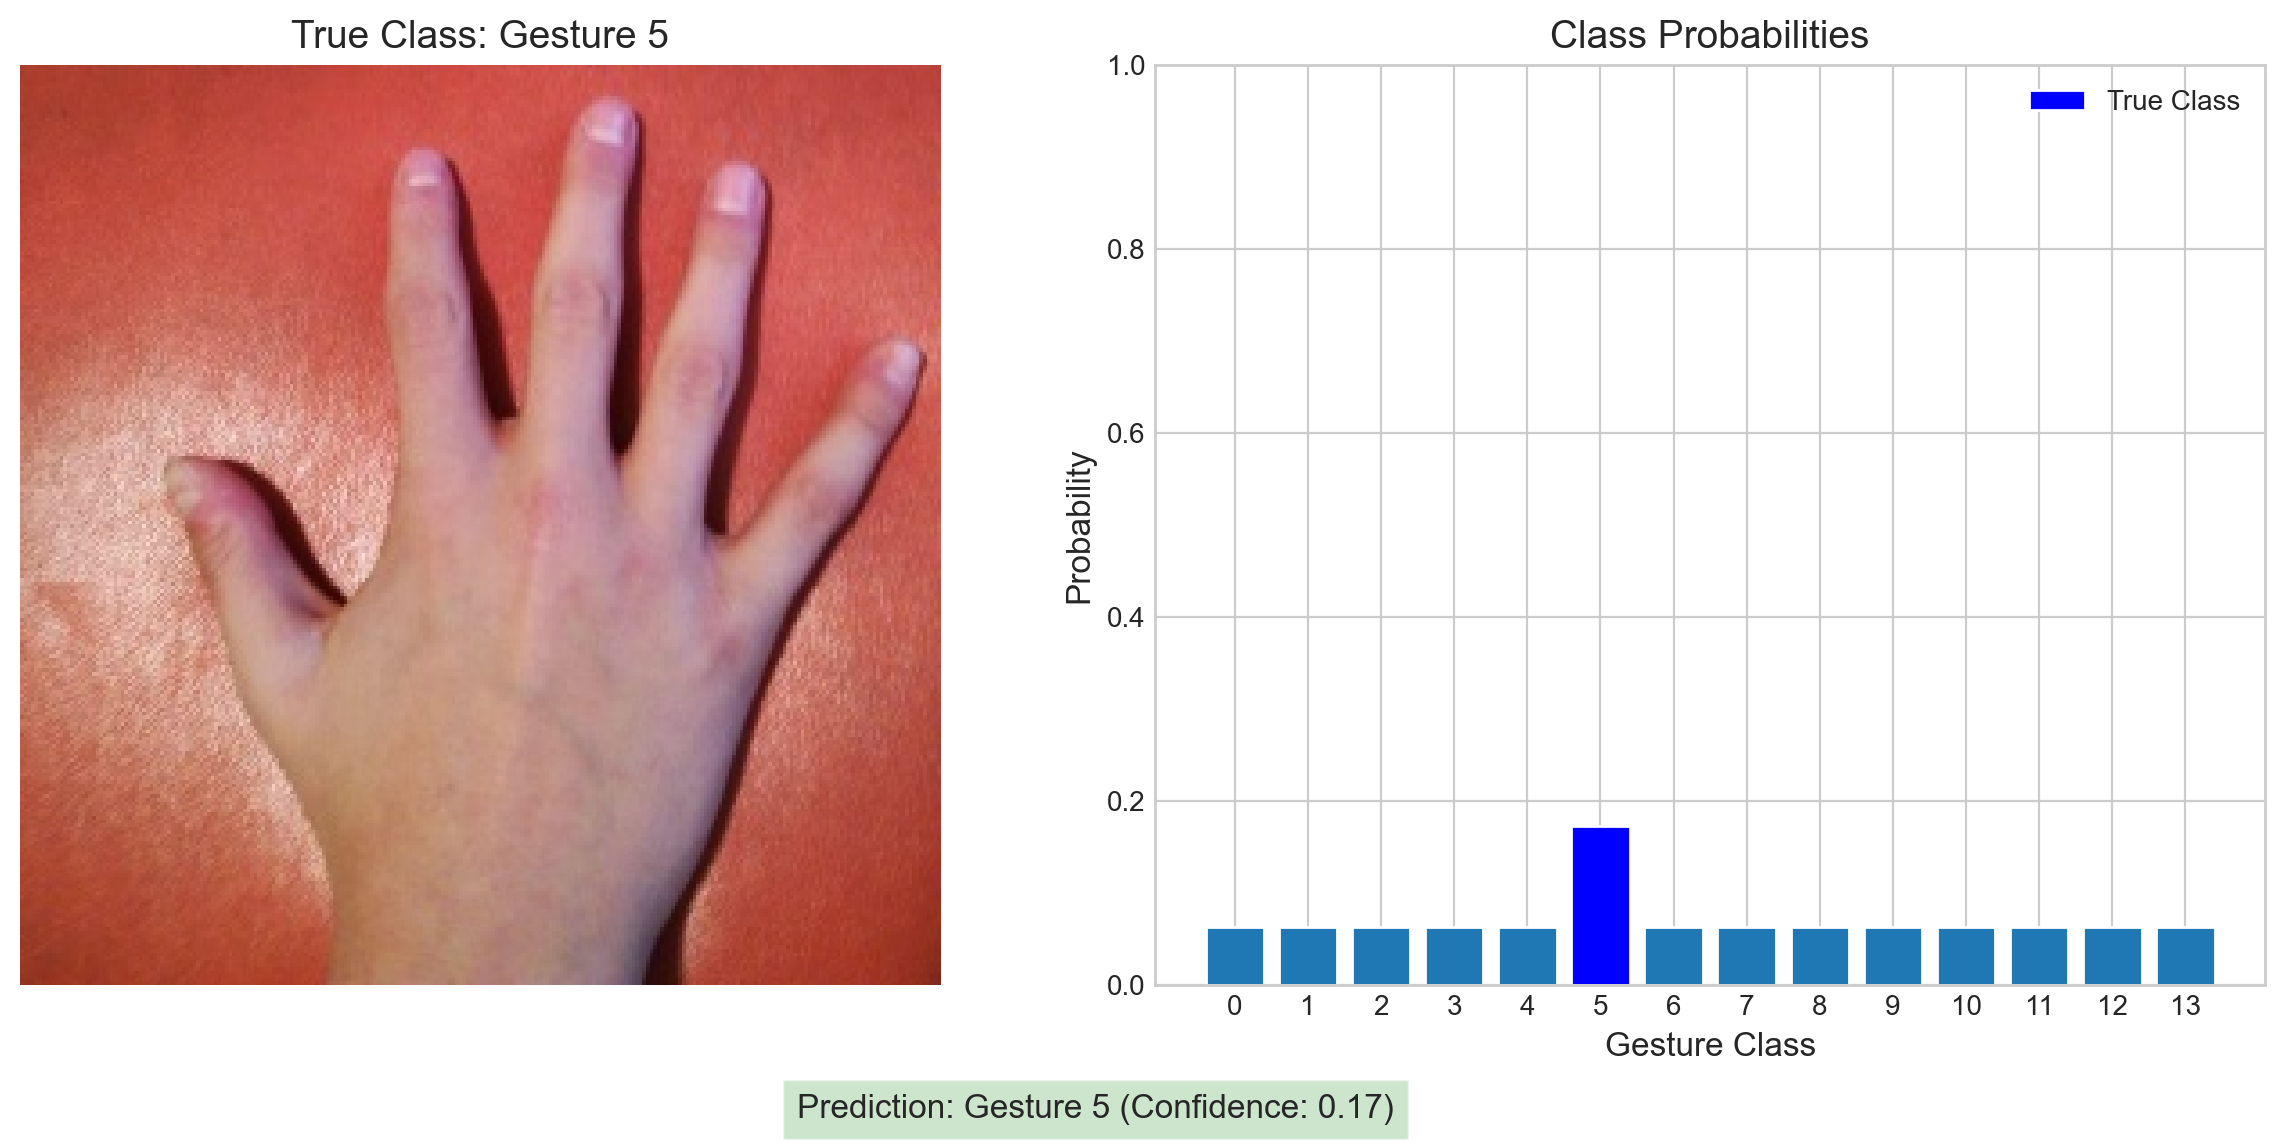 True Class: Gesture 5
Class Probabilities
True Class
1.0
0.8
0.6
0.4
0.2
0.0
Probability
0 1 2 3 4 5 6 7 8 9 10 11 12 13
Gesture Class
Prediction: Gesture 5 (Confidence: 0.17)